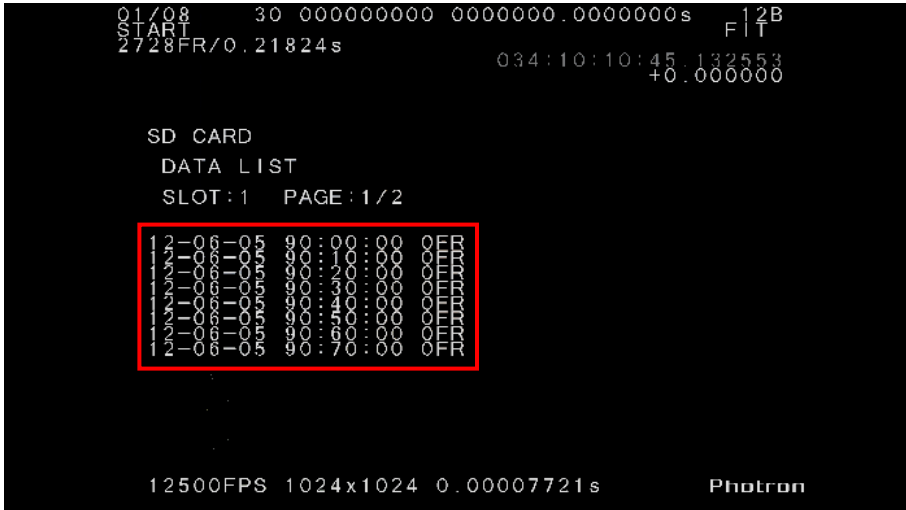 01/08 30 000000000 0000000.0000000s 12B
START FIT
2728FR/0.21824s
034:10:10:45.132553
+0.000000
SD CARD
DATA LIST
SLOT:1 PAGE:1/2
12-06-05 90:00:00 0FR
12-06-05 90:10:00 0FR
12-06-05 90:20:00 0FR
12-06-05 90:30:00 0FR
12-06-05 90:40:00 0FR
12-06-05 90:50:00 0FR
12-06-05 90:60:00 0FR
12-06-05 90:70:00 0FR
12500FPS 1024x1024 0.00007721s Photron